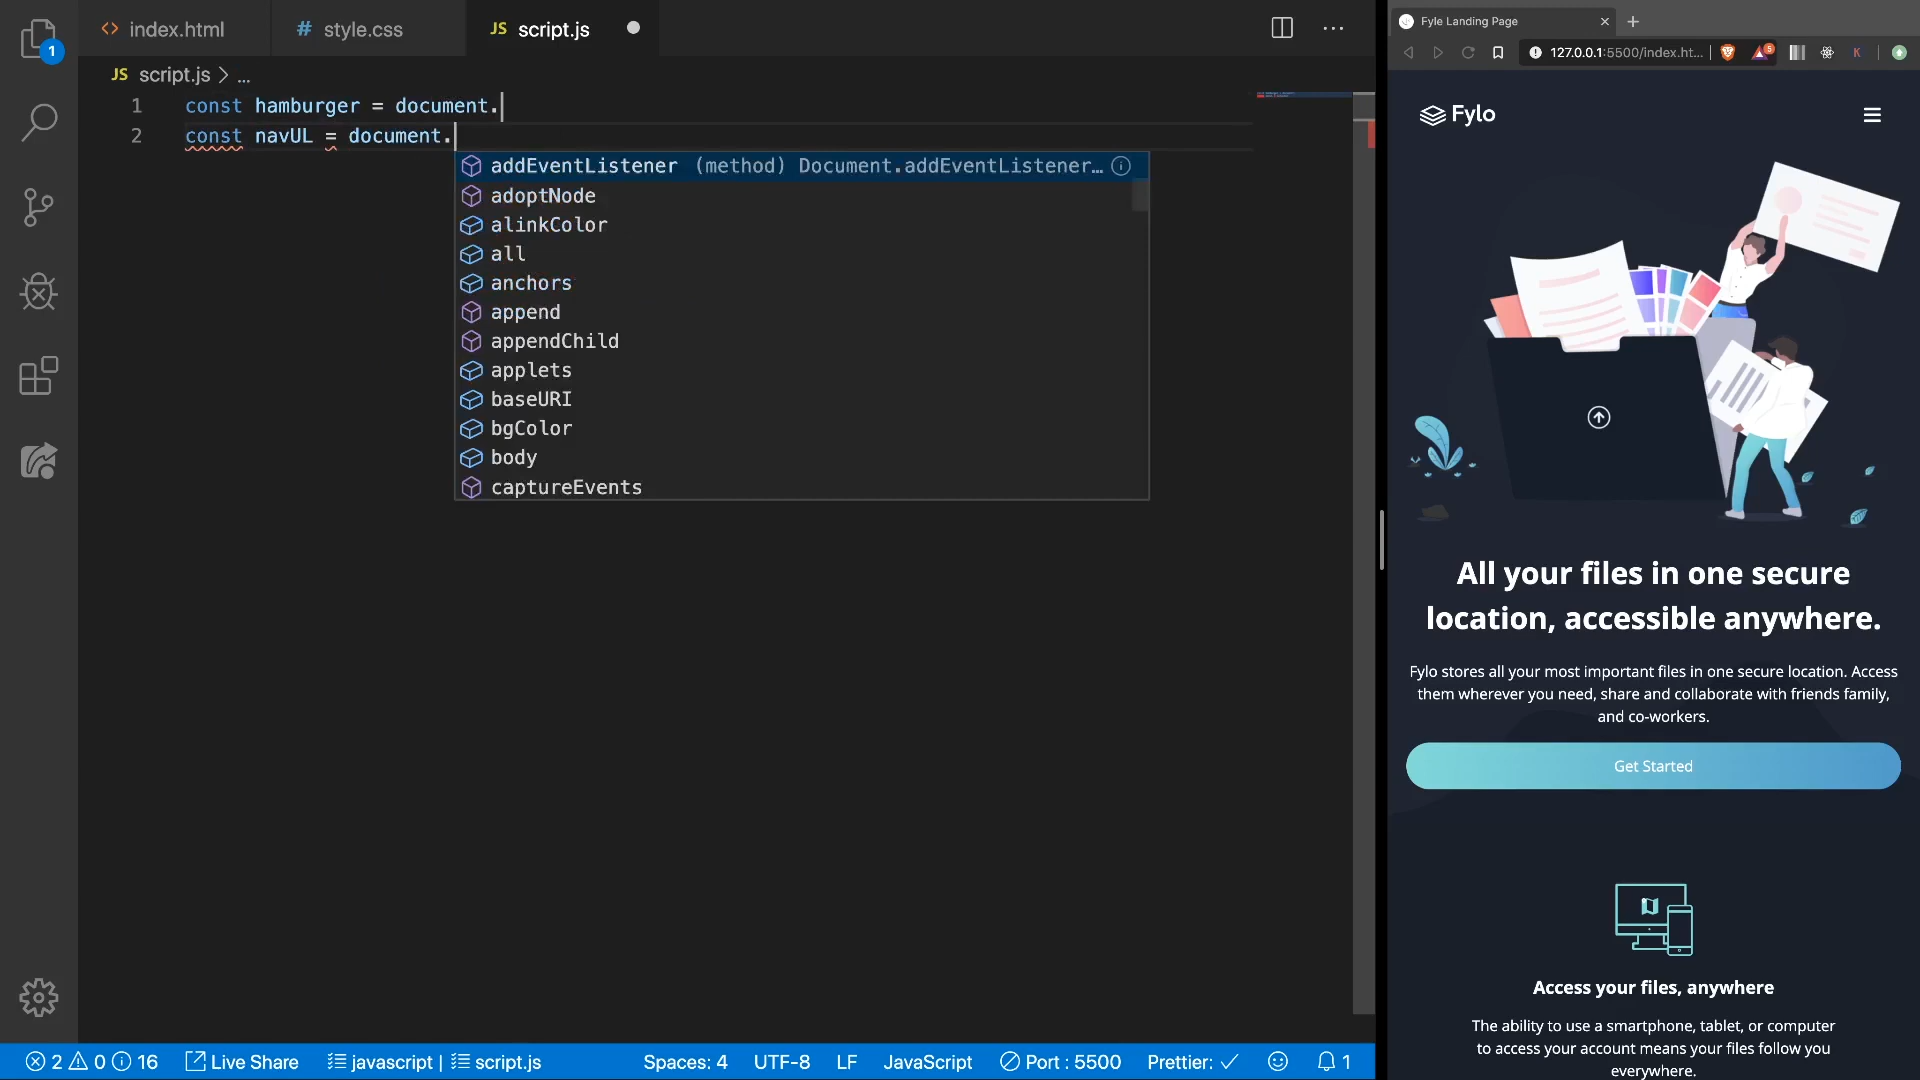 1
index.html
# style.css
JS script.js
JS script.js > ...
1 const hamburger = document.
2 const navUL = document.
addEventListener (method) Document.addEventListener…
adoptNode
alinkColor
all
anchors
append
appendChild
applets
baseURI
bgColor
body
captureEvents
2 0 16 Live Share javascript | script.js Spaces: 4 UTF-8 LF JavaScript Port : 5500 Prettier: ✓ 1
Fyle Landing Page
127.0.0.1:5500/index.ht... 5 K
Fylo
All your files in one secure
location, accessible anywhere.
Fylo stores all your most important files in one secure location. Access
them wherever you need, share and collaborate with friends family,
and co-workers.
Get Started
Access your files, anywhere
The ability to use a smartphone, tablet, or computer
to access your account means your files follow you
everywhere.